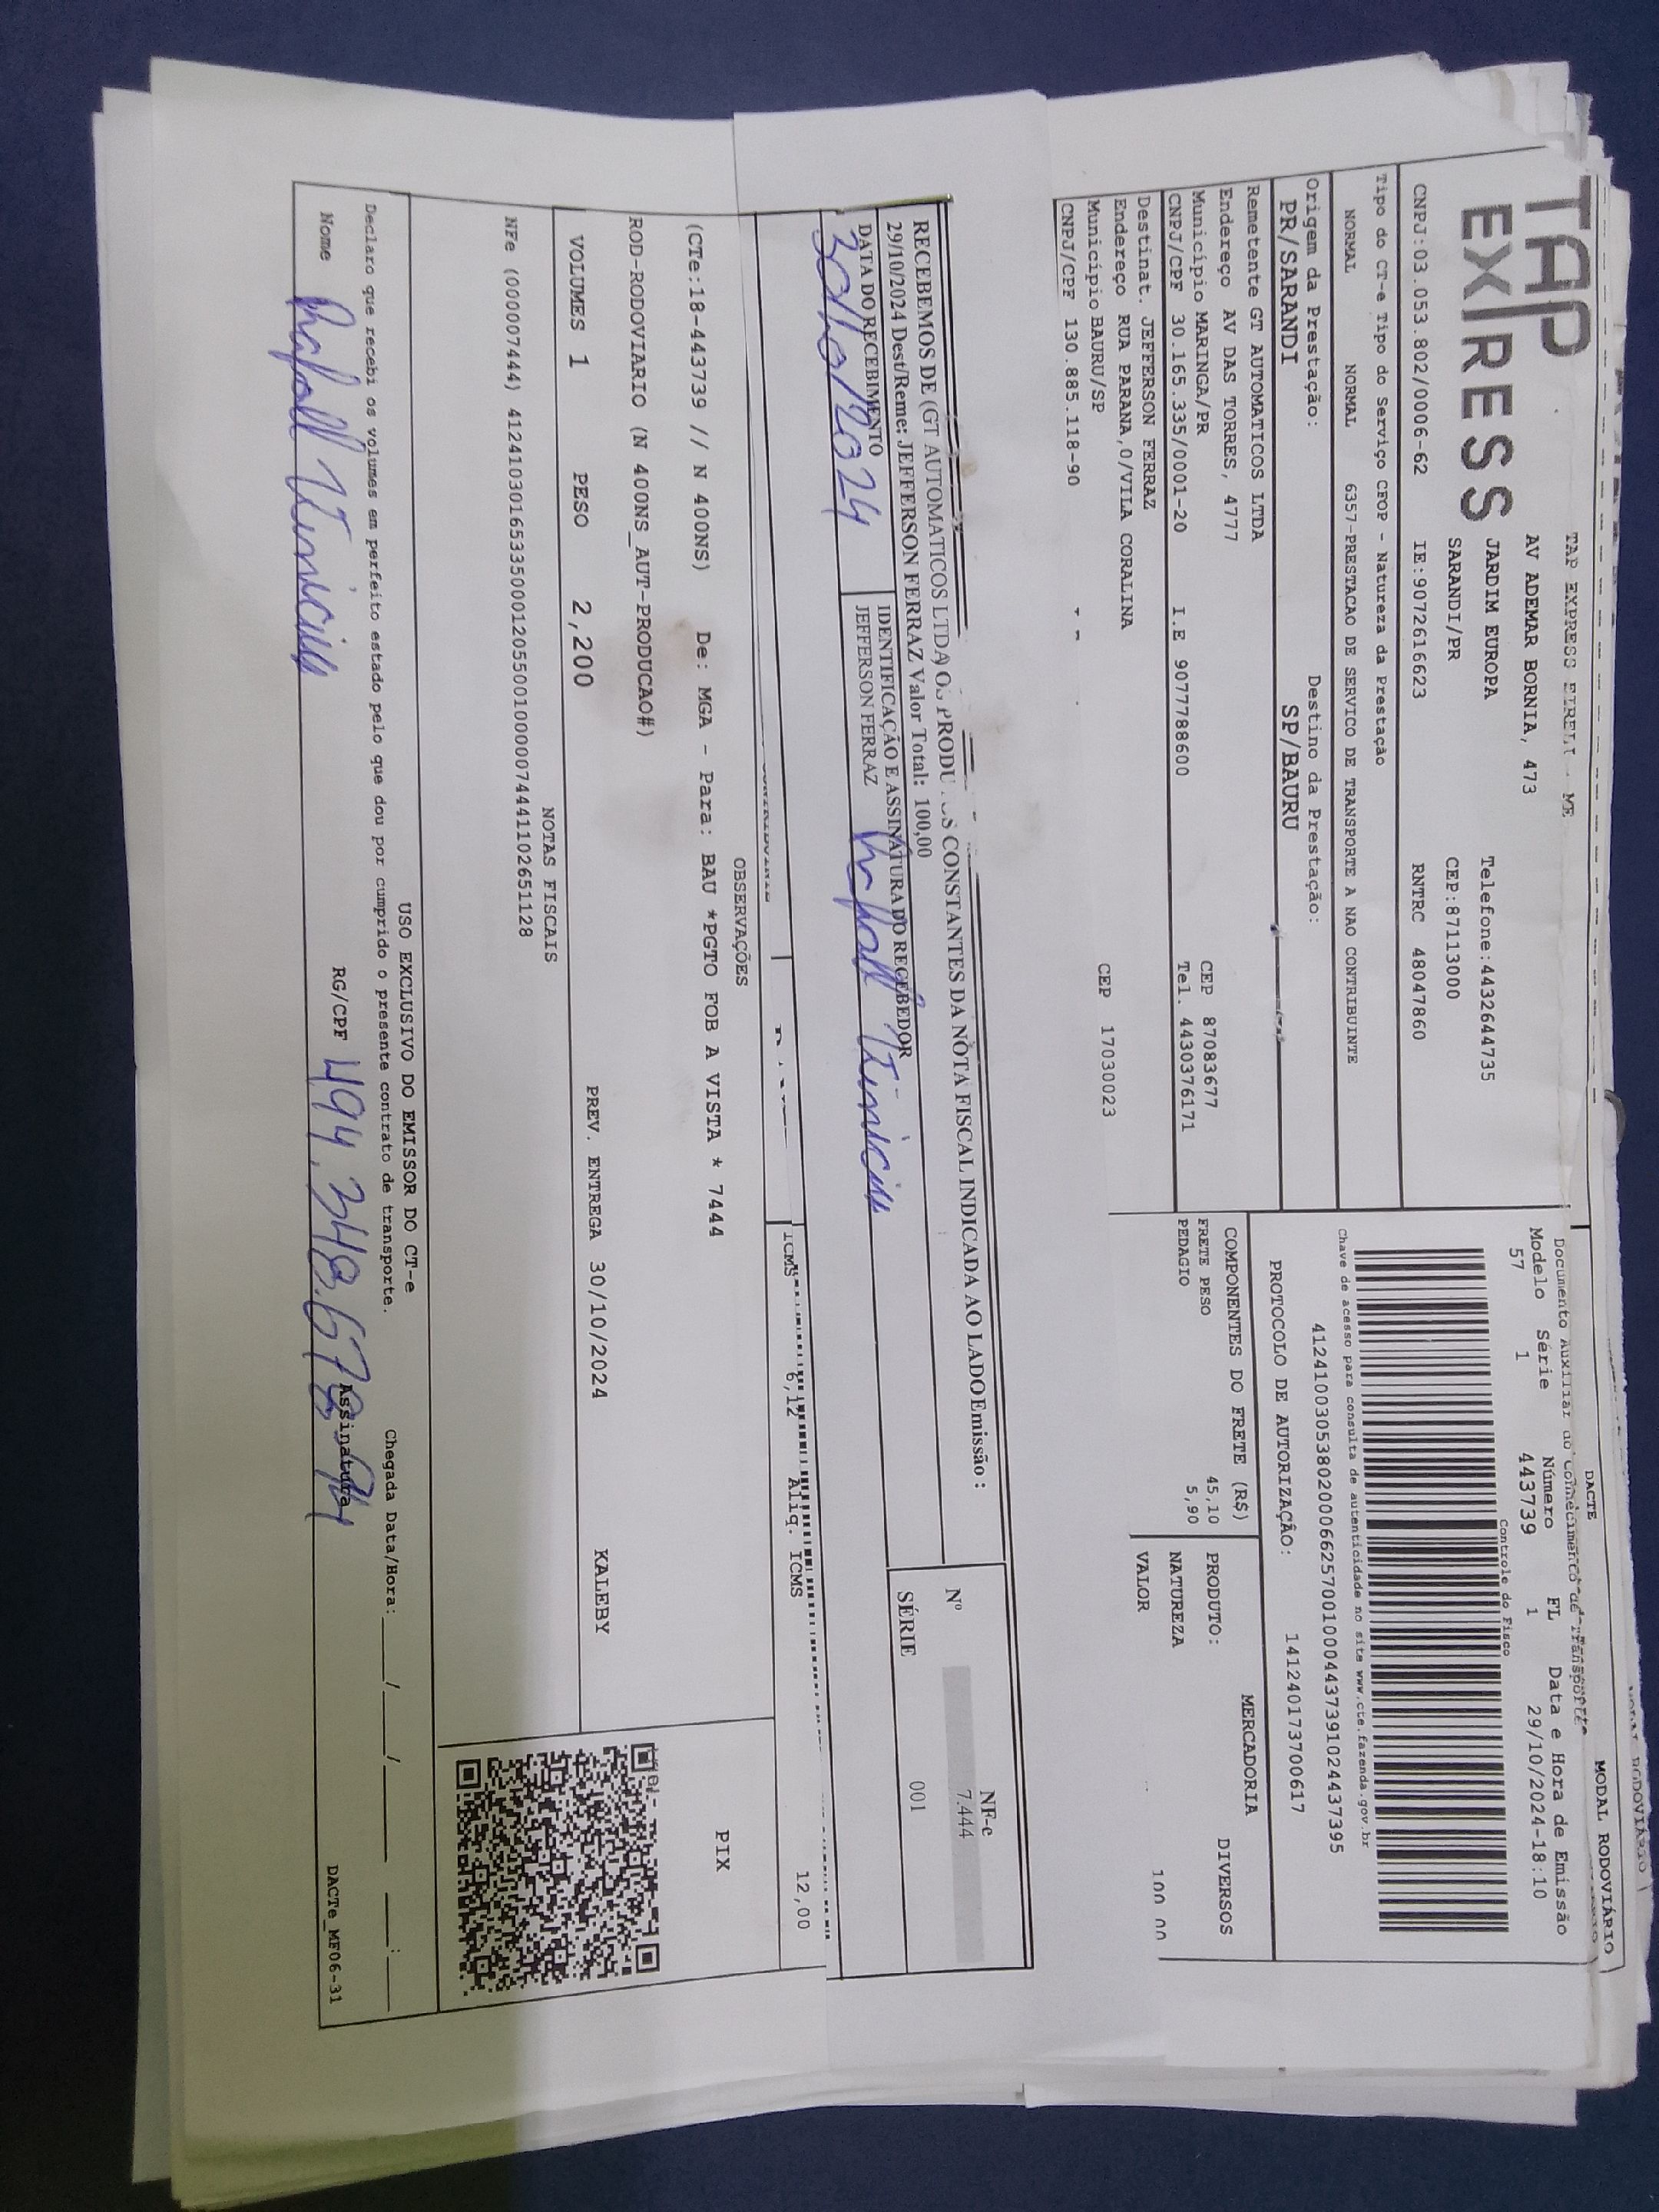 DACTE
MODAL RODOVIÁRIO
TAP EXPRESS
TAP EXPRESS EIRELI - ME
AV ADEMAR BORNIA, 473
JARDIM EUROPA
Telefone:4432644735
SARANDI/PR
CEP:87113000
CNPJ:03.053.802/0006-62
IE:9072616623
RNTRC 48047860
Documento Auxiliar do Conhecimento de Transporte
Modelo Série Número FL Data e Hora de Emissão
57 1 443739 1 29/10/2024-18:10
Controle do Fisco
Chave de acesso para consulta de autenticidade no site www.cte.fazenda.gov.br
41241003053802000662570010004437391024437395
PROTOCOLO DE AUTORIZAÇÃO: 141240173700617
Tipo do CT-e Tipo do Serviço CFOP - Natureza da Prestação
NORMAL NORMAL 6357-PRESTACAO DE SERVICO DE TRANSPORTE A NAO CONTRIBUINTE
Origem da Prestação: Destino da Prestação:
PR/SARANDI SP/BAURU
Remetente GT AUTOMATICOS LTDA
Endereço AV DAS TORRES, 4777
Município MARINGA/PR CEP 87083677
CNPJ/CPF 30.165.335/0001-20 I.E 9077788600 Tel. 4430376171
Destinat. JEFFERSON FERRAZ
Endereço RUA PARANA,0/VILA CORALINA
Município BAURU/SP CEP 17030023
CNPJ/CPF 130.885.118-90
COMPONENTES DO FRETE (R$)
FRETE PESO 45,10
PEDAGIO 5,90
MERCADORIA
PRODUTO: DIVERSOS
NATUREZA
VALOR 100,00
RECEBEMOS DE (GT AUTOMATICOS LTDA) OS PRODUTOS CONSTANTES DA NOTA FISCAL INDICADA AO LADO Emissão :
29/10/2024 Dest/Reme: JEFFERSON FERRAZ Valor Total: 100,00
DATA DO RECEBIMENTO
30/10/2024
IDENTIFICAÇÃO E ASSINATURA DO RECEBEDOR
JEFFERSON FERRAZ
Rafall Vinicius
NF-e
Nº 7.444
SÉRIE 001
ICMS 6,12 Aliq. ICMS 12,00
OBSERVAÇÕES
(CTe:18-443739 // N 400NS) De: MGA - Para: BAU *PGTO FOB A VISTA * 7444
ROD-RODOVIARIO (N 400NS_AUT-PRODUCAO#)
PIX
VOLUMES 1 PESO 2,200 PREV. ENTREGA 30/10/2024 KALEBY
NOTAS FISCAIS
NFe (000007444) 41241030165335000120550010000074441102651128
USO EXCLUSIVO DO EMISSOR DO CT-e
Declaro que recebi os volumes em perfeito estado pelo que dou por cumprido o presente contrato de transporte. Chegada Data/Hora: ___/___/____ __:__
Nome Rafall Vinicius RG/CPF Assinatura
DACTe_MF06-31